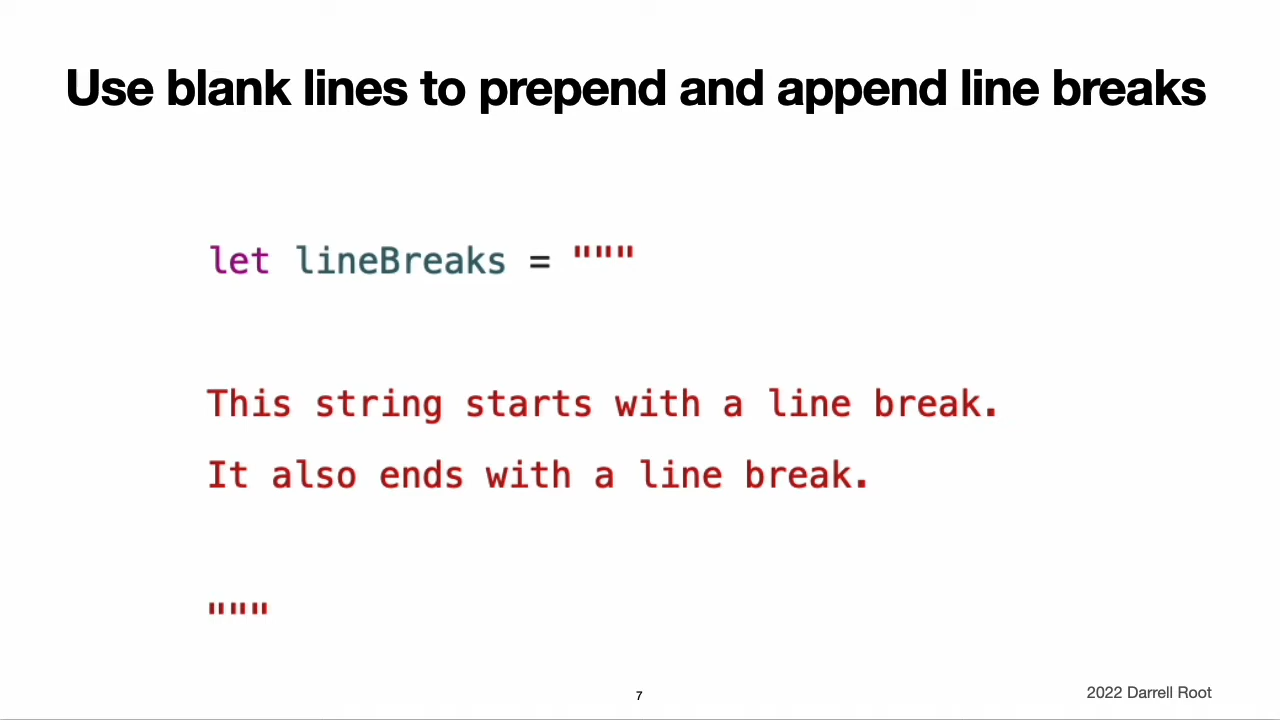 Use blank lines to prepend and append line breaks
let lineBreaks = """
This string starts with a line break.
It also ends with a line break.
"""
7
2022 Darrell Root